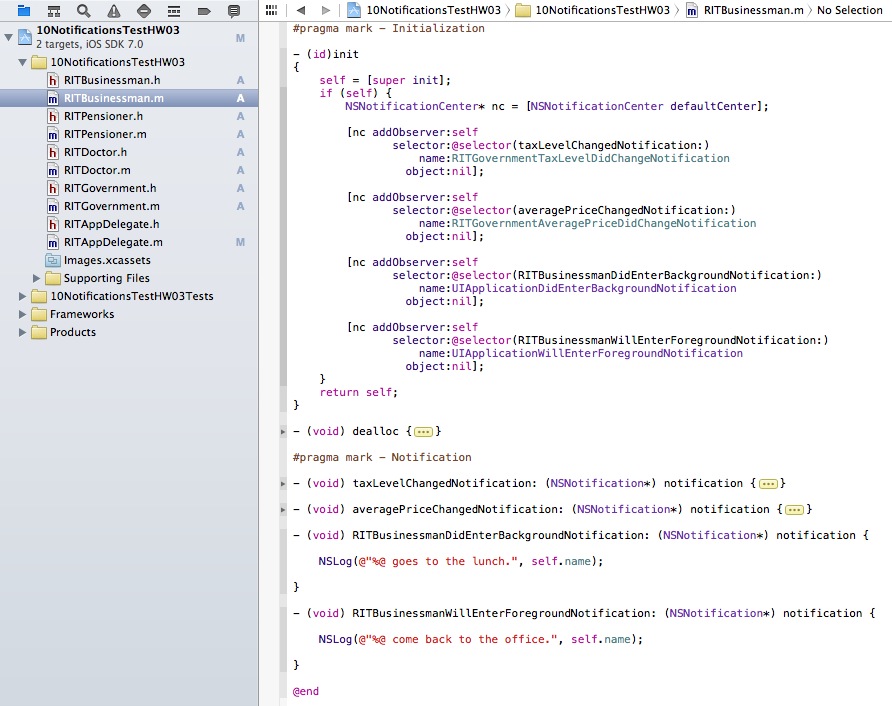 10NotificationsTestHW03
2 targets, iOS SDK 7.0
M
10NotificationsTestHW03
RITBusinessman.h A
RITBusinessman.m A
RITPensioner.h A
RITPensioner.m A
RITDoctor.h A
RITDoctor.m A
RITGovernment.h A
RITGovernment.m A
RITAppDelegate.h
RITAppDelegate.m M
Images.xcassets
Supporting Files
10NotificationsTestHW03Tests
Frameworks
Products
10NotificationsTestHW03 10NotificationsTestHW03 RITBusinessman.m No Selection
#pragma mark - Initialization
- (id)init
{
self = [super init];
if (self) {
NSNotificationCenter* nc = [NSNotificationCenter defaultCenter];
[nc addObserver:self
selector:@selector(taxLevelChangedNotification:)
name:RITGovernmentTaxLevelDidChangeNotification
object:nil];
[nc addObserver:self
selector:@selector(averagePriceChangedNotification:)
name:RITGovernmentAveragePriceDidChangeNotification
object:nil];
[nc addObserver:self
selector:@selector(RITBusinessmanDidEnterBackgroundNotification:)
name:UIApplicationDidEnterBackgroundNotification
object:nil];
[nc addObserver:self
selector:@selector(RITBusinessmanWillEnterForegroundNotification:)
name:UIApplicationWillEnterForegroundNotification
object:nil];
}
return self;
}
- (void) dealloc {...}
#pragma mark - Notification
- (void) taxLevelChangedNotification: (NSNotification*) notification {...}
- (void) averagePriceChangedNotification: (NSNotification*) notification {...}
- (void) RITBusinessmanDidEnterBackgroundNotification: (NSNotification*) notification {
NSLog(@"%@ goes to the lunch.", self.name);
}
- (void) RITBusinessmanWillEnterForegroundNotification: (NSNotification*) notification {
NSLog(@"%@ come back to the office.", self.name);
}
@end